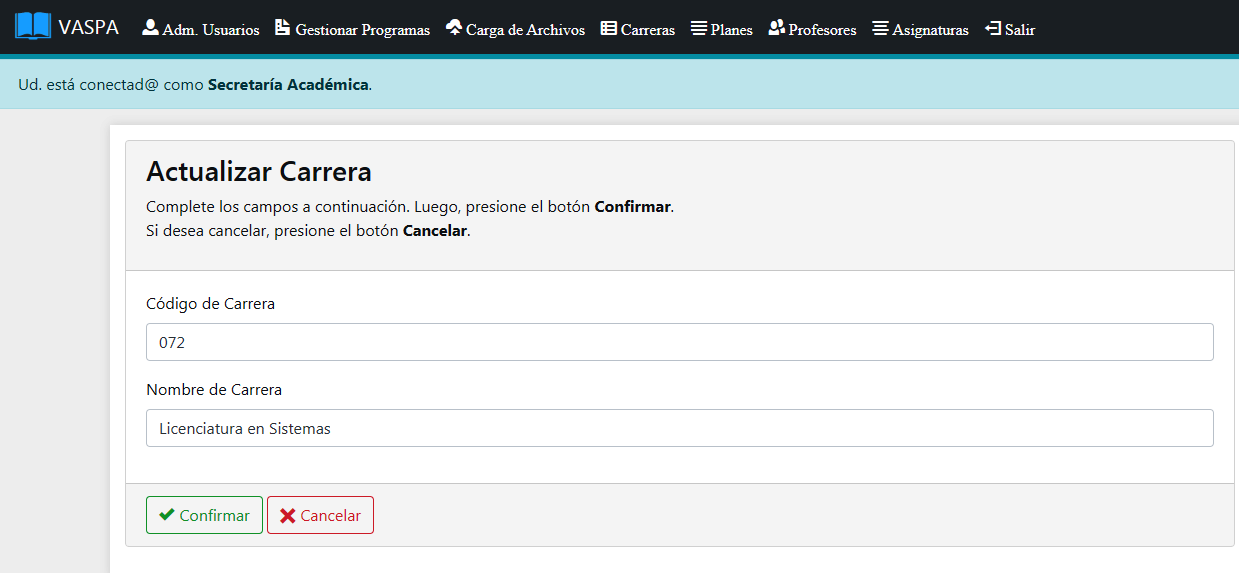 VASPA Adm. Usuarios Gestionar Programas Carga de Archivos Carreras Planes Profesores Asignaturas Salir
Ud. está conectad@ como Secretaría Académica.
Actualizar Carrera
Complete los campos a continuación. Luego, presione el botón Confirmar.
Si desea cancelar, presione el botón Cancelar.
Código de Carrera
072
Nombre de Carrera
Licenciatura en Sistemas
Confirmar Cancelar